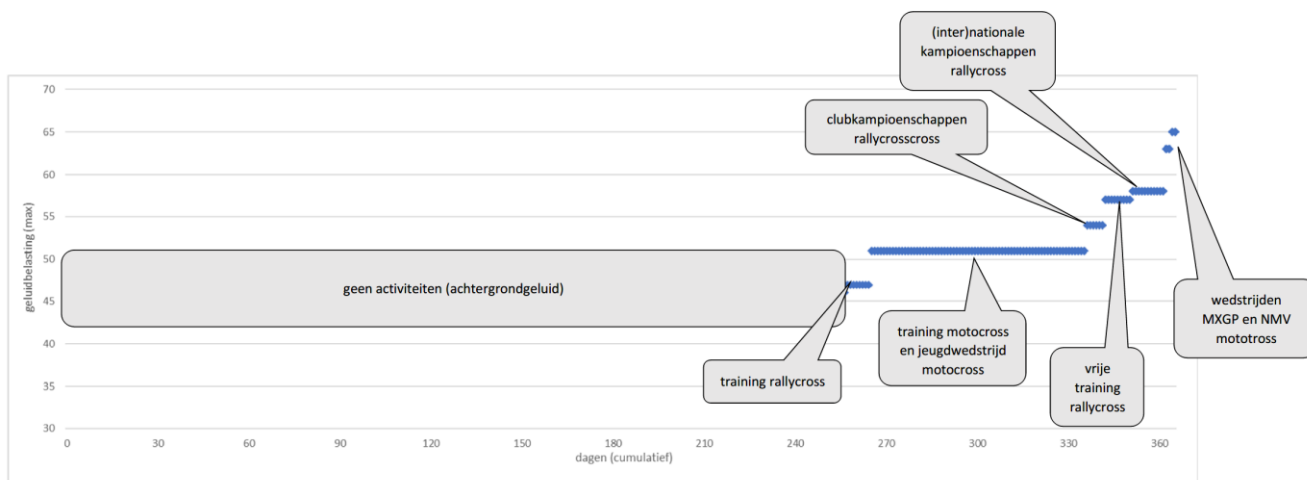 (inter)nationale
kampioenschappen
rallycross
clubkampioenschappen
rallycrosscross
70
65
60
55
50
45
40
35
30
geluidbelasting (max)
geen activiteiten (achtergrondgeluid)
training rallycross
training motocross
en jeugdwedstrijd
motocross
vrije
training
rallycross
wedstrijden
MXGP en NMV
mototross
0 30 60 90 120 150 180 210 240 270 300 330 360
dagen (cumulatief)